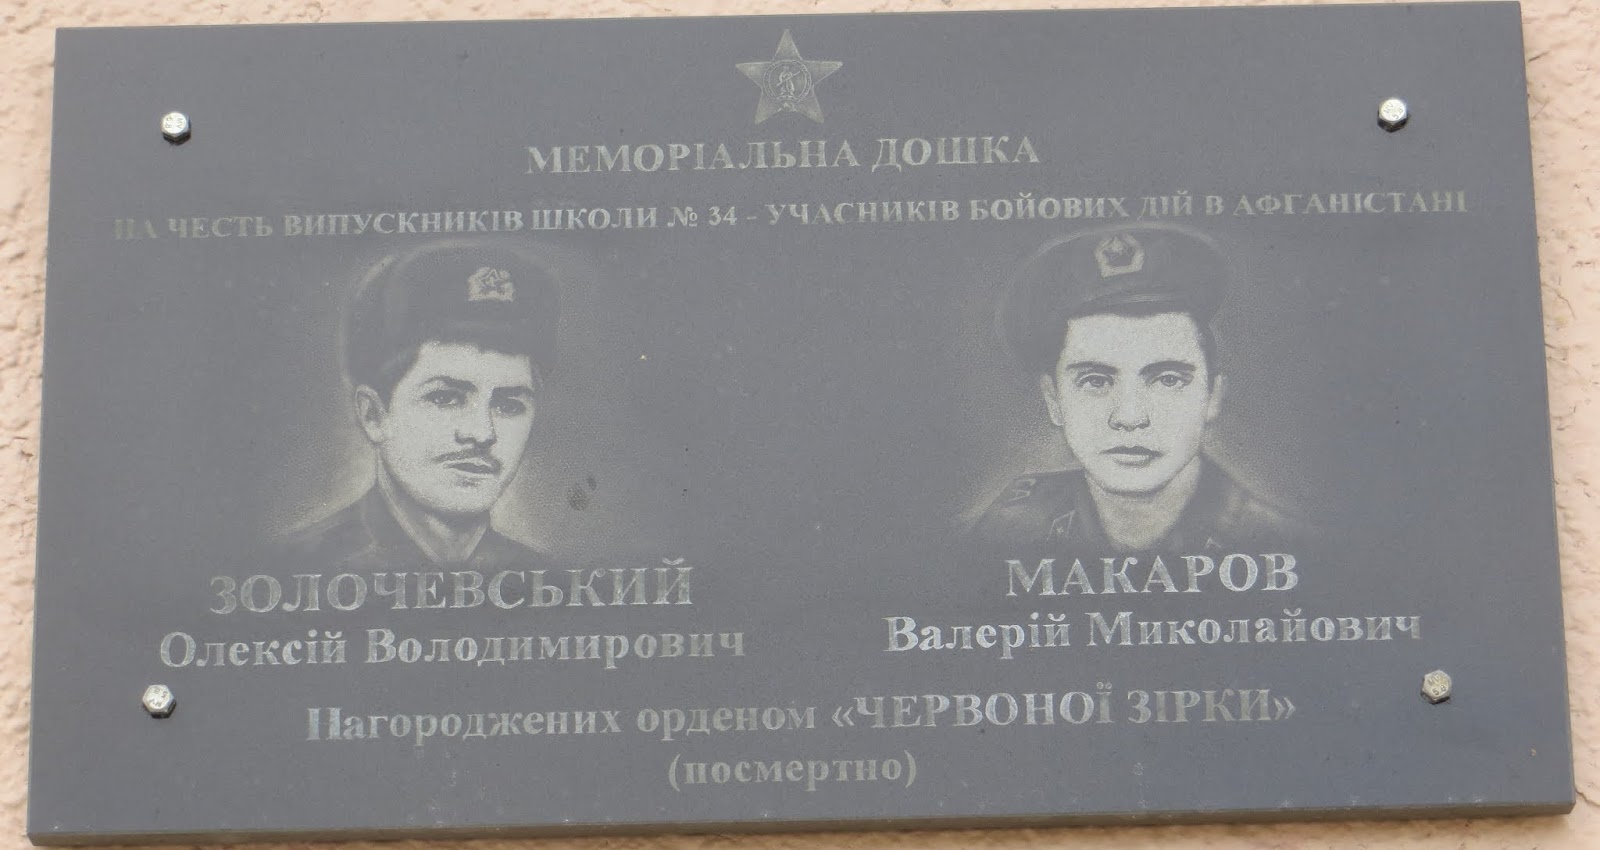 МЕМОРІАЛЬНА ДОШКА
НА ЧЕСТЬ ВИПУСКНИКІВ ШКОЛИ № 34 - УЧАСНИКІВ БОЙОВИХ ДІЙ В АФГАНІСТАНІ
ЗОЛОЧЕВСЬКИЙ
Олексій Володимирович
МАКАРОВ
Валерій Миколайович
Нагороджених орденом «ЧЕРВОНОЇ ЗІРКИ»
(посмертно)